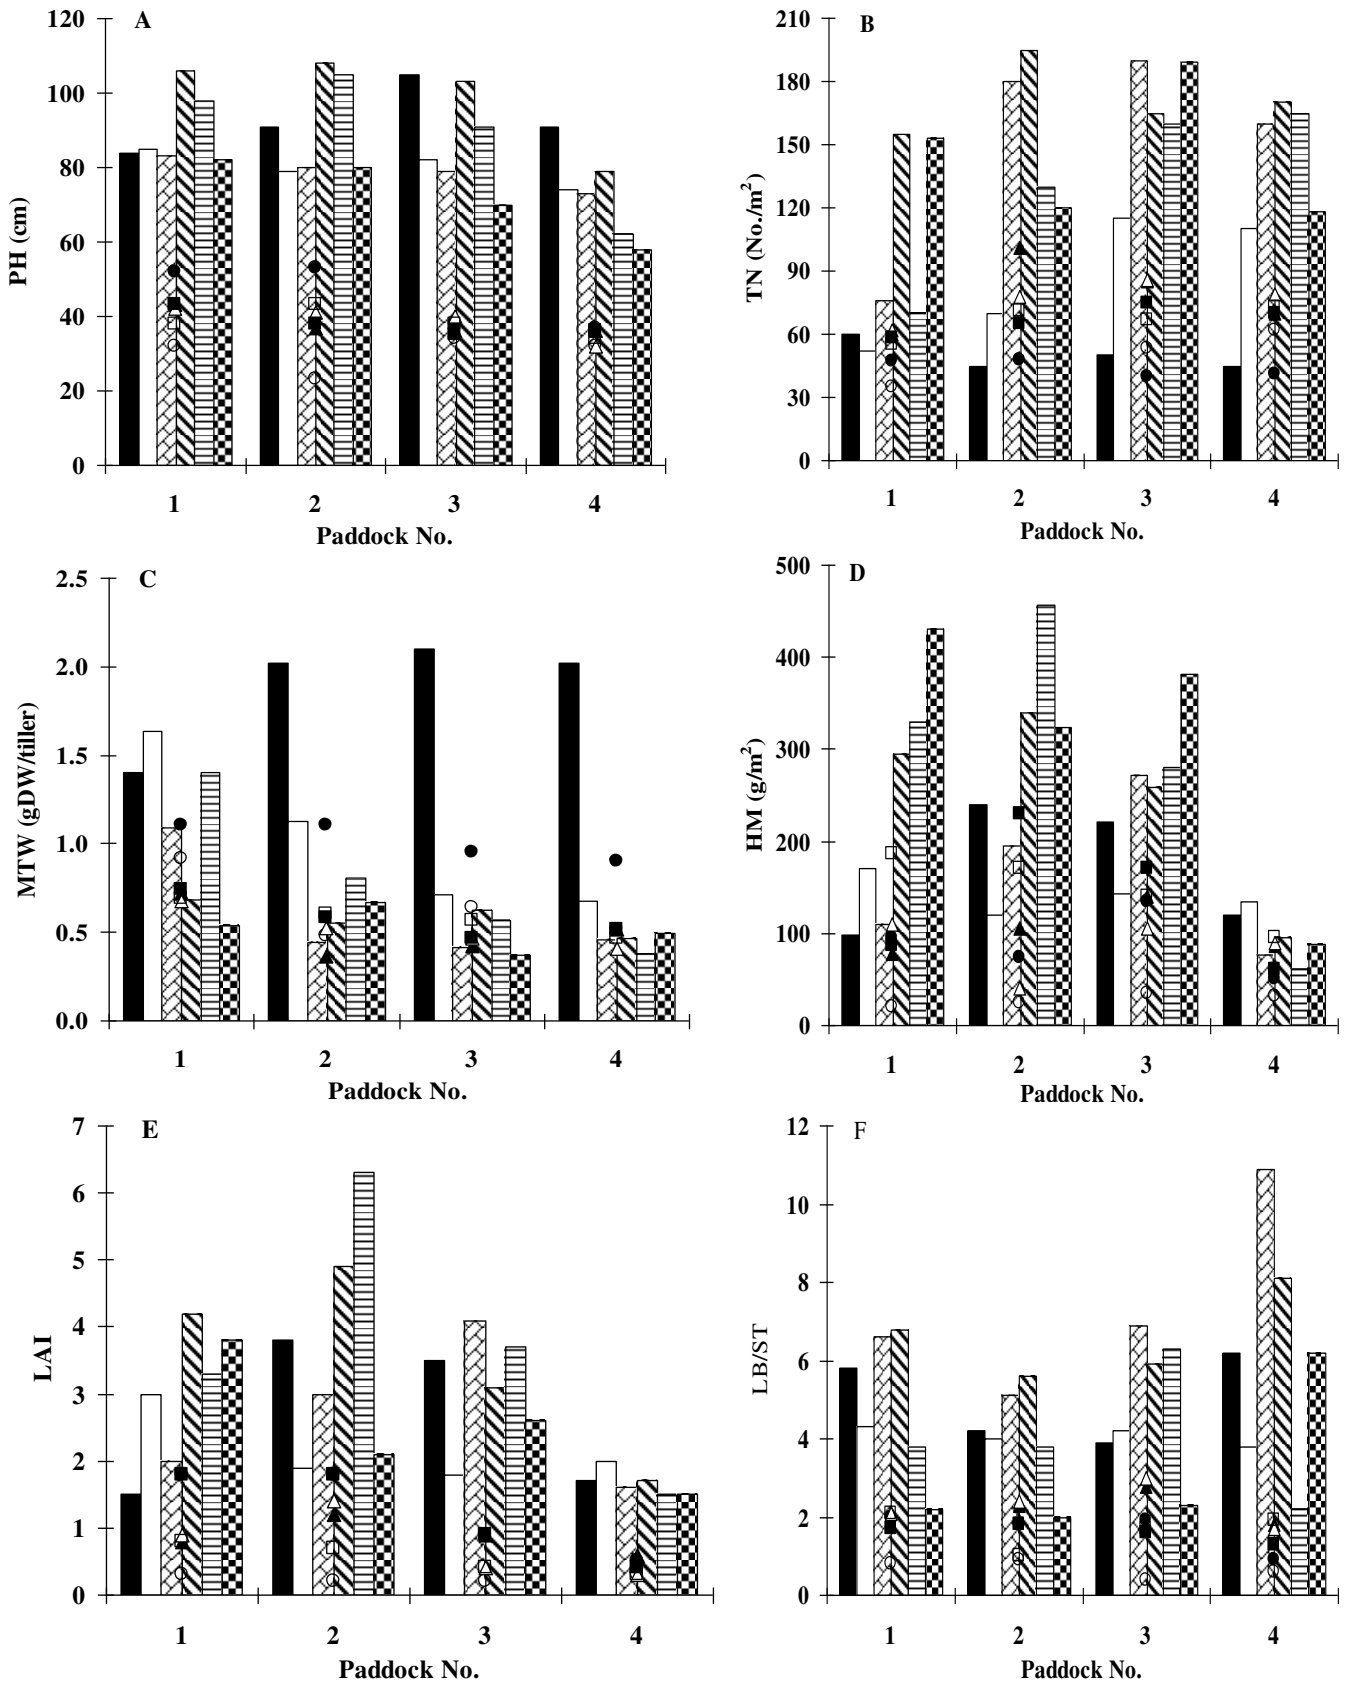 A
120
100
80
60
40
20
0
PH (cm)
1 2 3 4
Paddock No.
B
210
180
150
120
90
60
30
0
TN (No./m²)
1 2 3 4
Paddock No.
C
2.5
2.0
1.5
1.0
0.5
0.0
MTW (gDW/tiller)
1 2 3 4
Paddock No.
D
500
400
300
200
100
0
HM (g/m²)
1 2 3 4
Paddock No.
E
7
6
5
4
3
2
1
0
LAI
1 2 3 4
Paddock No.
F
12
10
8
6
4
2
0
LB/ST
1 2 3 4
Paddock No.